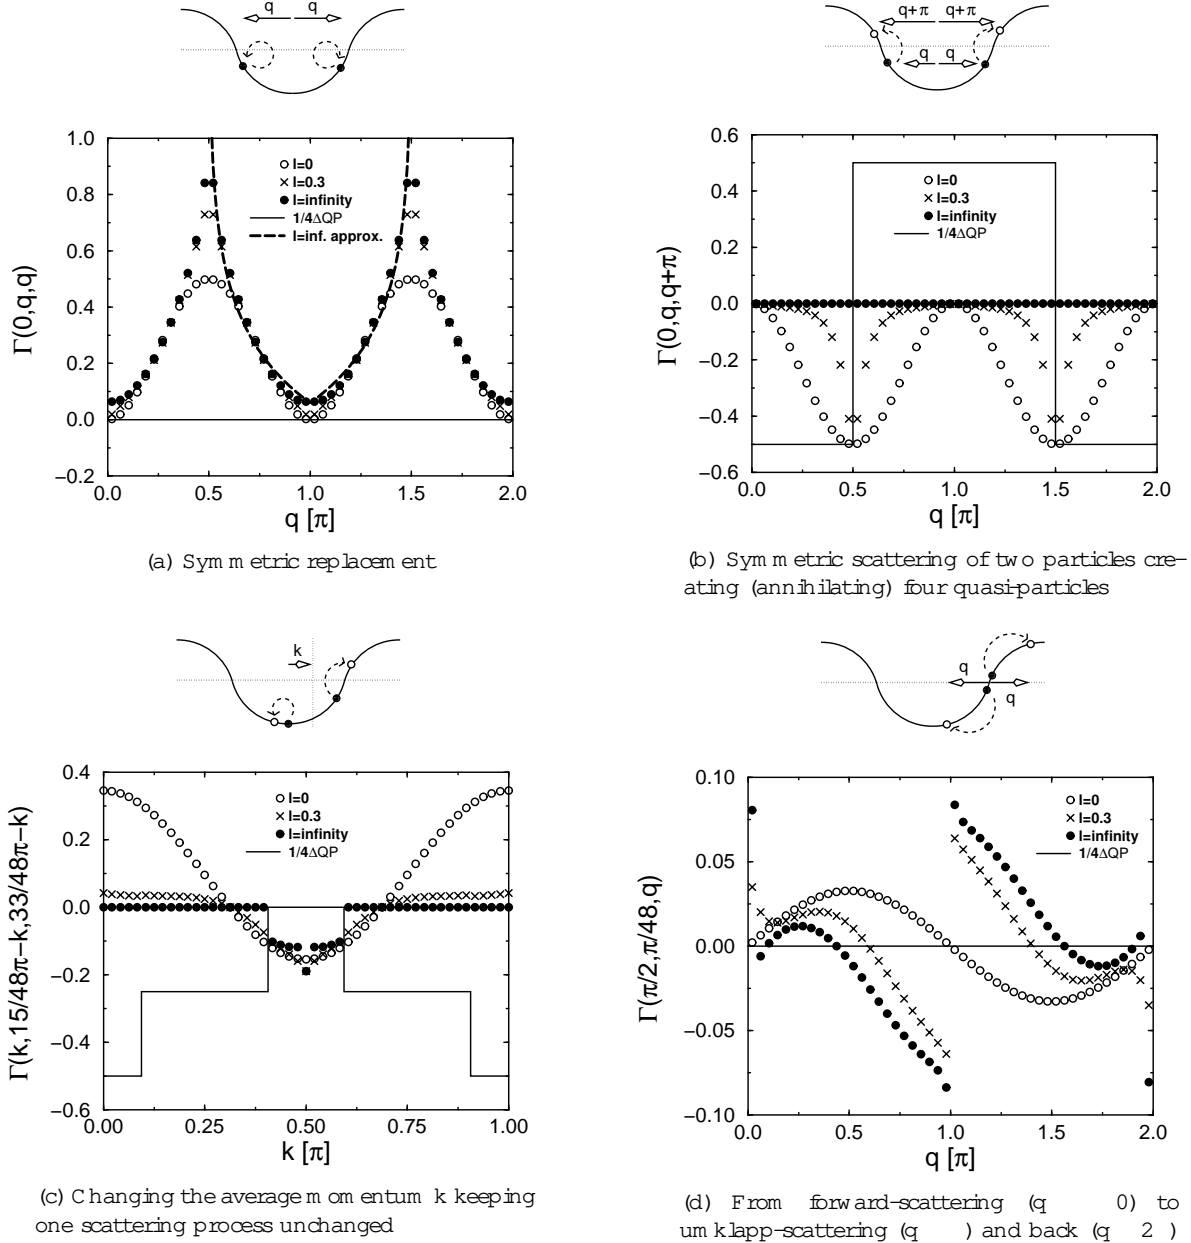 q q
1.0
0.8
0.6
0.4
0.2
0.0
−0.2
Γ(0,q,q)
l=0
l=0.3
l=infinity
1/4ΔQP
l=inf. approx.
0.0 0.5 1.0 1.5 2.0
q [π]
(a) Symmetric replacement
q+π q+π
q q
0.6
0.4
0.2
0.0
−0.2
−0.4
−0.6
Γ(0,q,q+π)
l=0
l=0.3
l=infinity
1/4ΔQP
0.0 0.5 1.0 1.5 2.0
q [π]
(b) Symmetric scattering of two particles cre-
ating (annihilating) four quasi-particles
k
0.4
0.2
0.0
−0.2
−0.4
−0.6
Γ(k,15/48π−k,33/48π−k)
l=0
l=0.3
l=infinity
1/4ΔQP
0.00 0.25 0.50 0.75 1.00
k [π]
(c) Changing the average momentum k keeping
one scattering process unchanged
q
q
0.10
0.05
0.00
−0.05
−0.10
Γ(π/2,π/48,q)
l=0
l=0.3
l=infinity
1/4ΔQP
0.0 0.5 1.0 1.5 2.0
q [π]
(d) From forward-scattering (q 0) to
umklapp-scattering (q ) and back (q 2 )